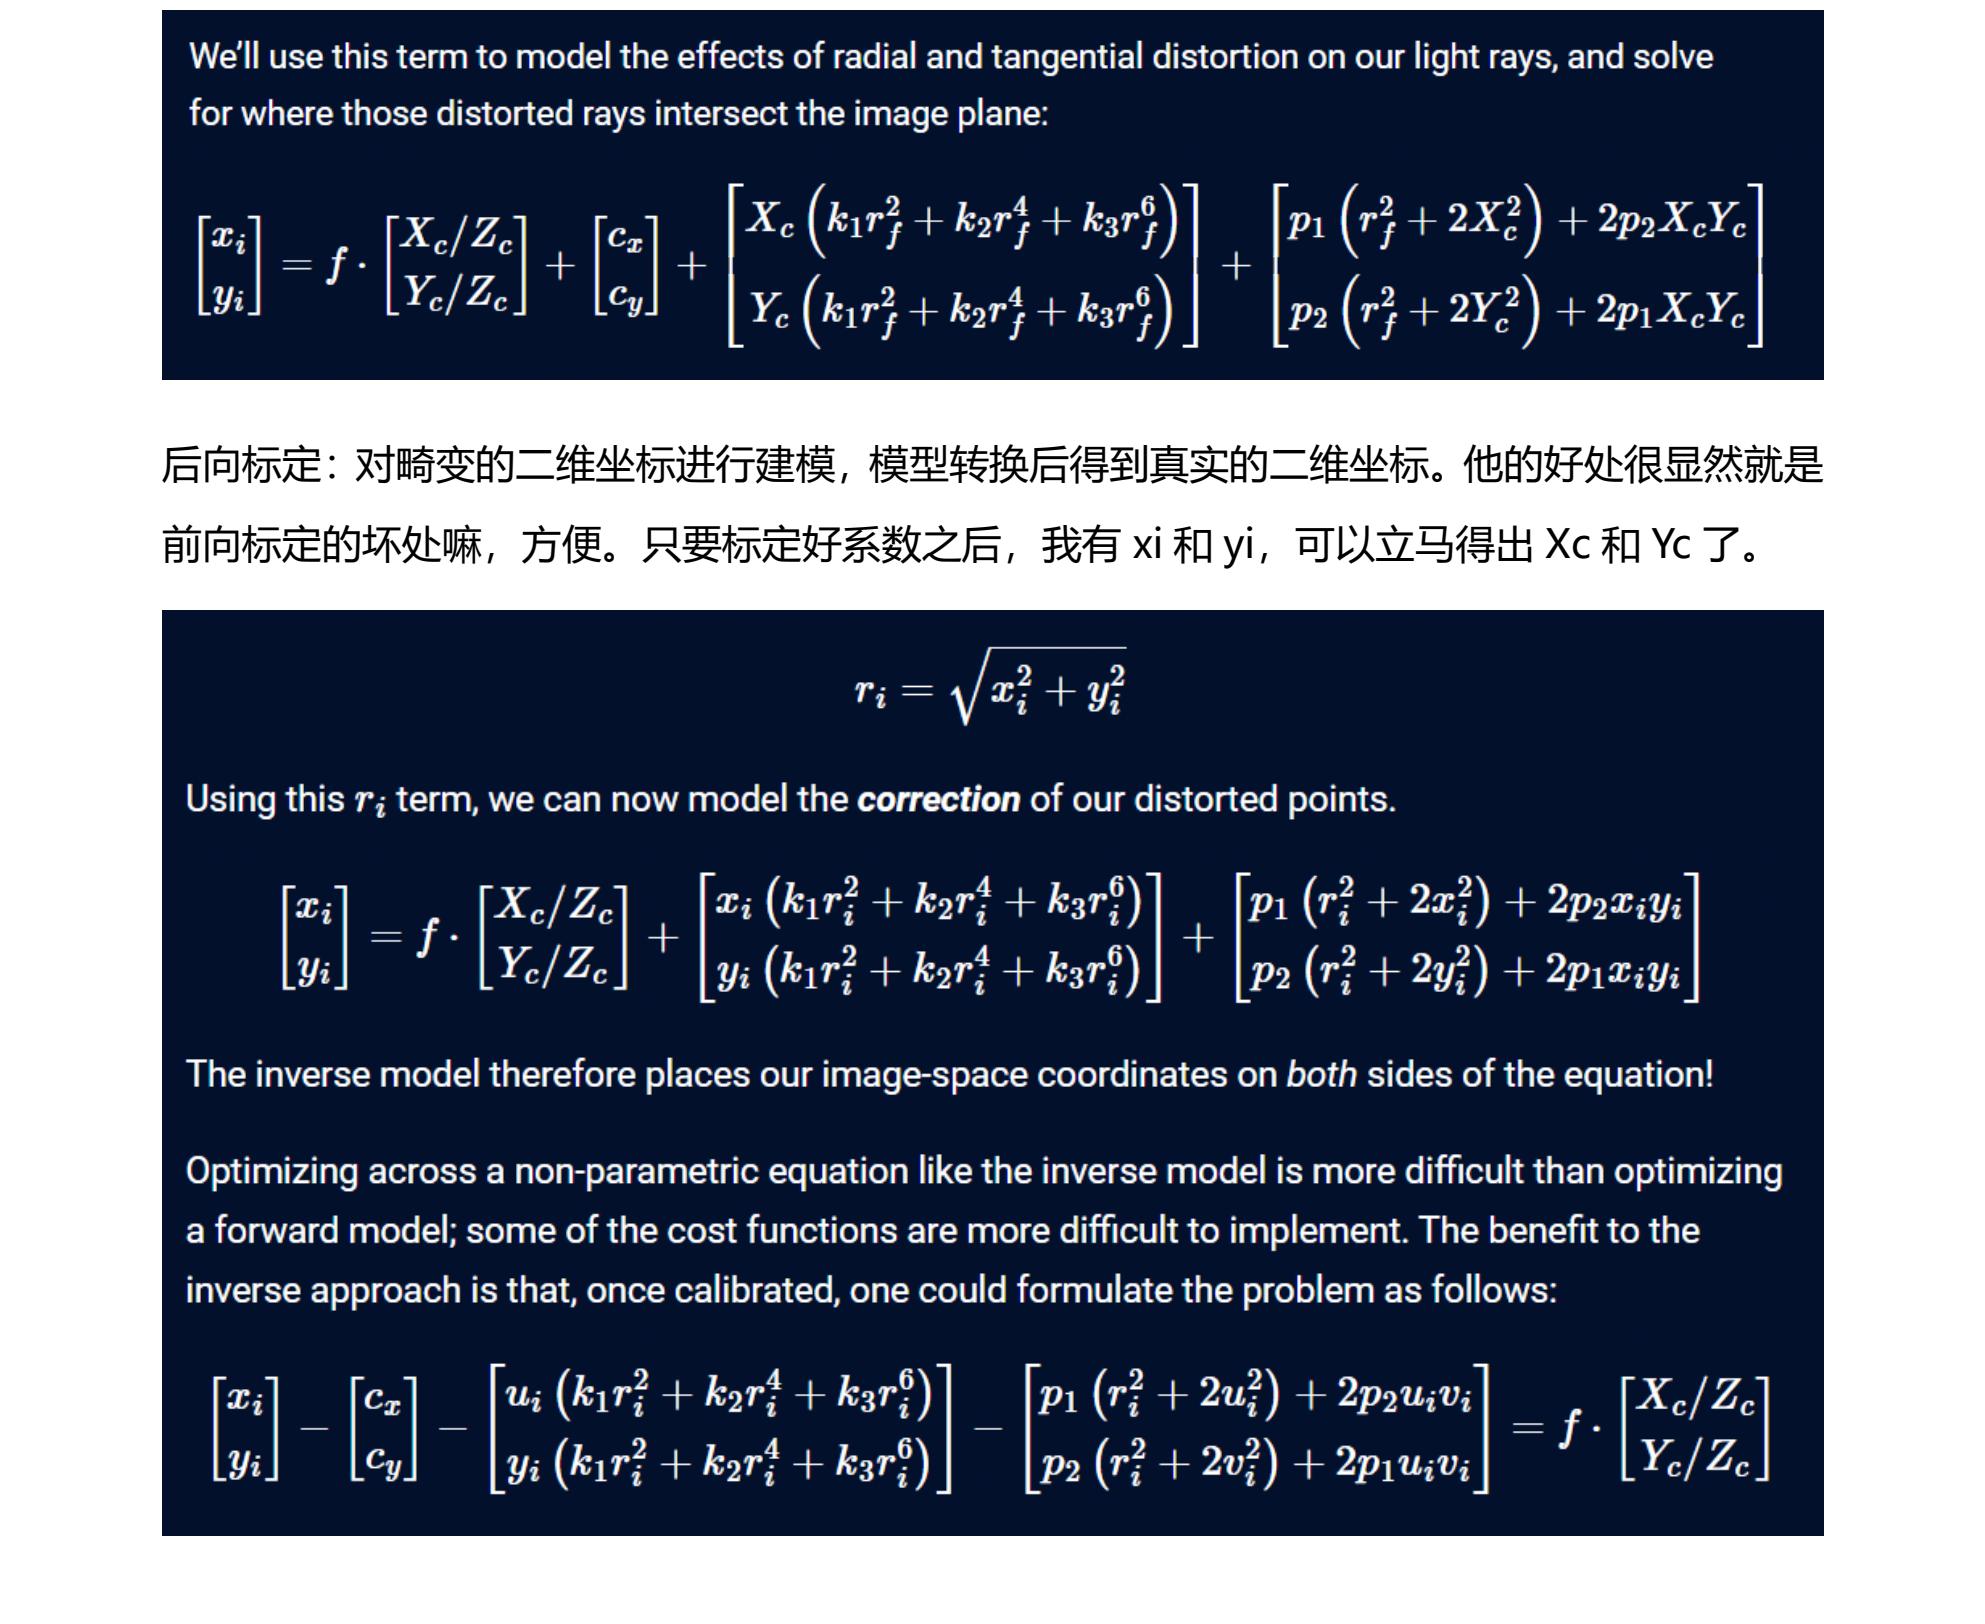 We’ll use this term to model the effects of radial and tangential distortion on our light rays, and solve
for where those distorted rays intersect the image plane:
$$\begin{bmatrix} x_i \\ y_i \end{bmatrix} = f \cdot \begin{bmatrix} X_c/Z_c \\ Y_c/Z_c \end{bmatrix} + \begin{bmatrix} c_x \\ c_y \end{bmatrix} + \begin{bmatrix} X_c \left(k_1 r_f^2 + k_2 r_f^4 + k_3 r_f^6\right) \\ Y_c \left(k_1 r_f^2 + k_2 r_f^4 + k_3 r_f^6\right) \end{bmatrix} + \begin{bmatrix} p_1 \left(r_f^2 + 2X_c^2\right) + 2p_2 X_c Y_c \\ p_2 \left(r_f^2 + 2Y_c^2\right) + 2p_1 X_c Y_c \end{bmatrix}$$
后向标定：对畸变的二维坐标进行建模，模型转换后得到真实的二维坐标。他的好处很显然就是
前向标定的坏处嘛，方便。只要标定好系数之后，我有 xi 和 yi，可以立马得出 Xc 和 Yc 了。
$$r_i = \sqrt{x_i^2 + y_i^2}$$
Using this $r_i$ term, we can now model the correction of our distorted points.
$$\begin{bmatrix} x_i \\ y_i \end{bmatrix} = f \cdot \begin{bmatrix} X_c/Z_c \\ Y_c/Z_c \end{bmatrix} + \begin{bmatrix} x_i \left(k_1 r_i^2 + k_2 r_i^4 + k_3 r_i^6\right) \\ y_i \left(k_1 r_i^2 + k_2 r_i^4 + k_3 r_i^6\right) \end{bmatrix} + \begin{bmatrix} p_1 \left(r_i^2 + 2x_i^2\right) + 2p_2 x_i y_i \\ p_2 \left(r_i^2 + 2y_i^2\right) + 2p_1 x_i y_i \end{bmatrix}$$
The inverse model therefore places our image-space coordinates on both sides of the equation!
Optimizing across a non-parametric equation like the inverse model is more difficult than optimizing
a forward model; some of the cost functions are more difficult to implement. The benefit to the
inverse approach is that, once calibrated, one could formulate the problem as follows:
$$\begin{bmatrix} x_i \\ y_i \end{bmatrix} - \begin{bmatrix} c_x \\ c_y \end{bmatrix} - \begin{bmatrix} u_i \left(k_1 r_i^2 + k_2 r_i^4 + k_3 r_i^6\right) \\ y_i \left(k_1 r_i^2 + k_2 r_i^4 + k_3 r_i^6\right) \end{bmatrix} - \begin{bmatrix} p_1 \left(r_i^2 + 2u_i^2\right) + 2p_2 u_i v_i \\ p_2 \left(r_i^2 + 2v_i^2\right) + 2p_1 u_i v_i \end{bmatrix} = f \cdot \begin{bmatrix} X_c/Z_c \\ Y_c/Z_c \end{bmatrix}$$